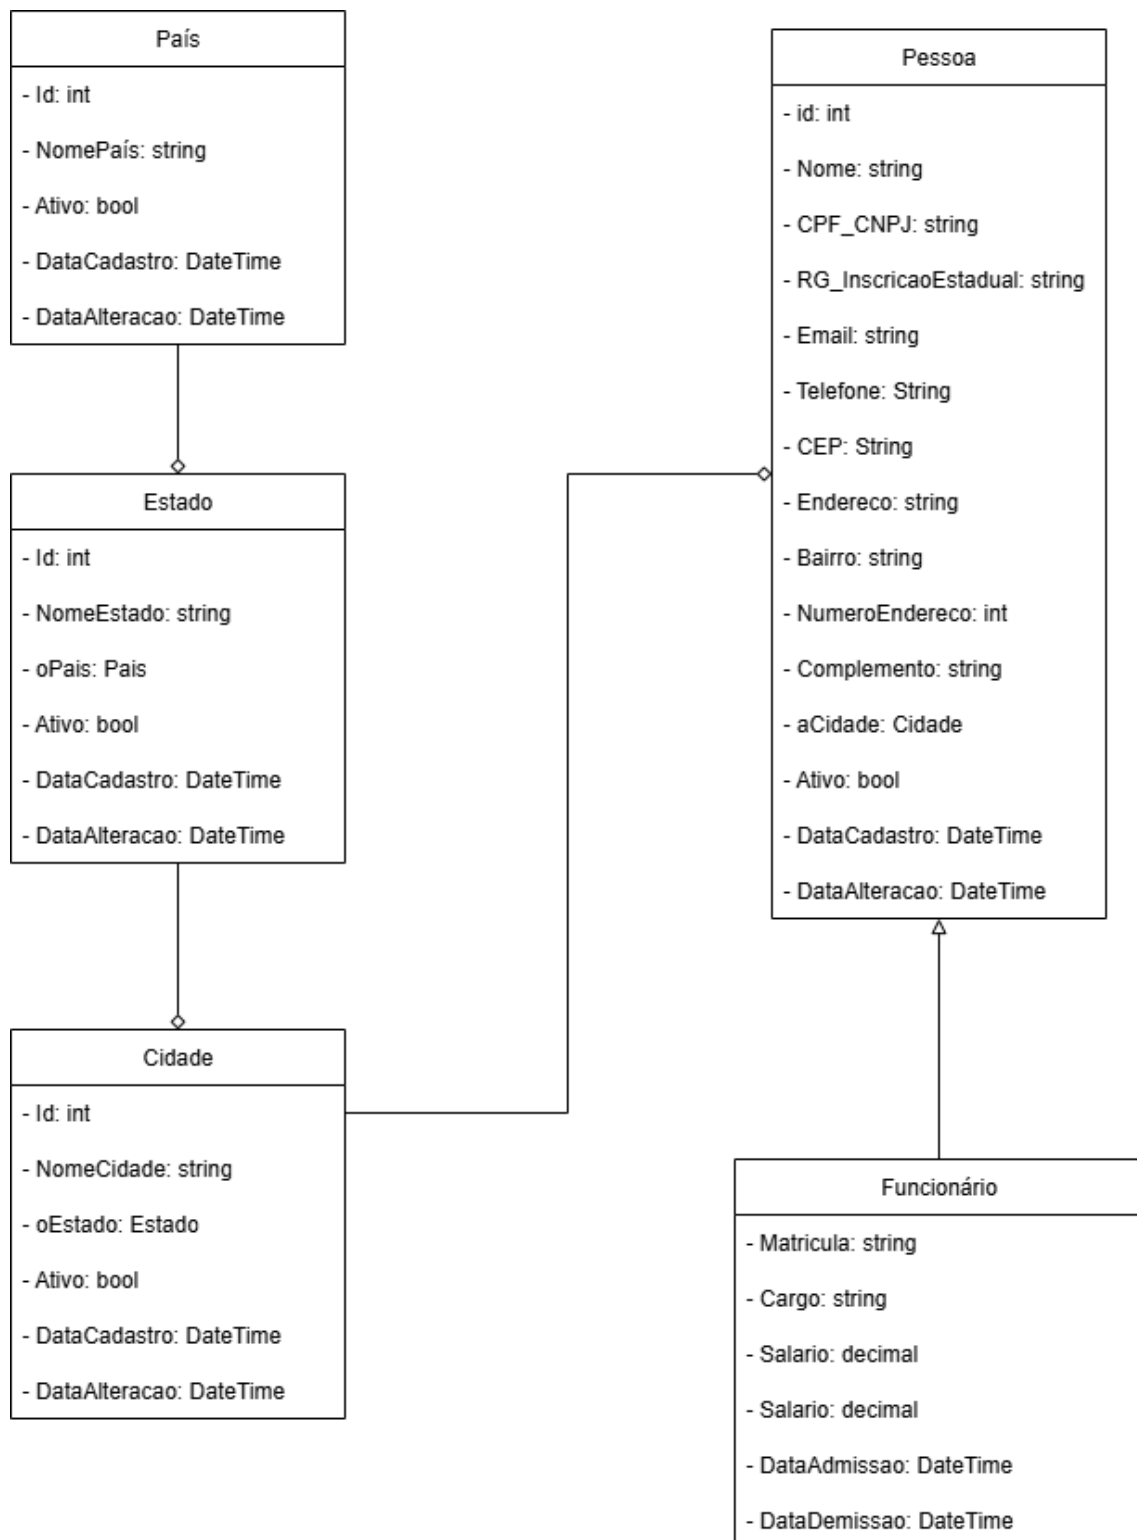 País
- Id: int
- NomePaís: string
- Ativo: bool
- DataCadastro: DateTime
- DataAlteracao: DateTime
Estado
- Id: int
- NomeEstado: string
- oPais: Pais
- Ativo: bool
- DataCadastro: DateTime
- DataAlteracao: DateTime
Cidade
- Id: int
- NomeCidade: string
- oEstado: Estado
- Ativo: bool
- DataCadastro: DateTime
- DataAlteracao: DateTime
Pessoa
- id: int
- Nome: string
- CPF_CNPJ: string
- RG_InscricaoEstadual: string
- Email: string
- Telefone: String
- CEP: String
- Endereco: string
- Bairro: string
- NumeroEndereco: int
- Complemento: string
- aCidade: Cidade
- Ativo: bool
- DataCadastro: DateTime
- DataAlteracao: DateTime
Funcionário
- Matricula: string
- Cargo: string
- Salario: decimal
- Salario: decimal
- DataAdmissao: DateTime
- DataDemissao: DateTime